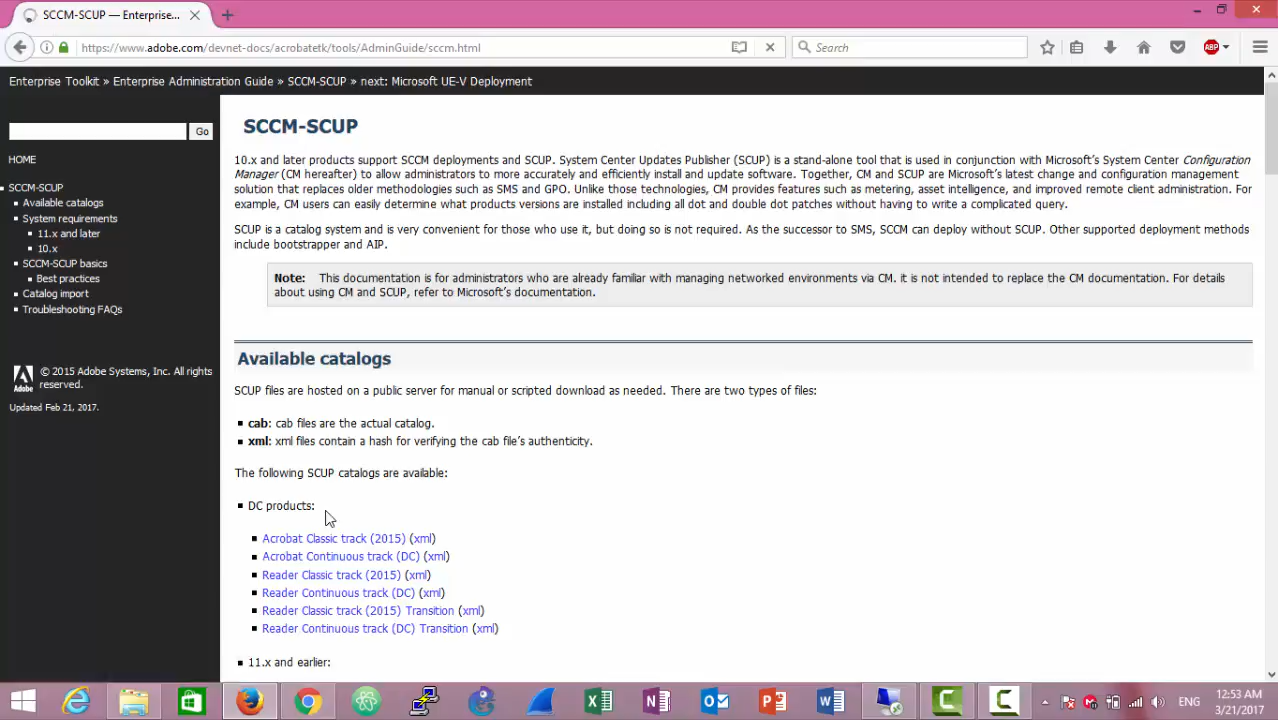 SCCM-SCUP — Enterprise...
https://www.adobe.com/devnet-docs/acrobatetk/tools/AdminGuide/sccm.html
Search
ABP
Enterprise Toolkit » Enterprise Administration Guide » SCCM-SCUP » next: Microsoft UE-V Deployment
Go
HOME
SCCM-SCUP
Available catalogs
System requirements
11.x and later
10.x
SCCM-SCUP basics
Best practices
Catalog import
Troubleshooting FAQs
Adobe
© 2015 Adobe Systems, Inc. All rights
reserved.
Updated Feb 21, 2017.
SCCM-SCUP
10.x and later products support SCCM deployments and SCUP. System Center Updates Publisher (SCUP) is a stand-alone tool that is used in conjunction with Microsoft's System Center Configuration
Manager (CM hereafter) to allow administrators to more accurately and efficiently install and update software. Together, CM and SCUP are Microsoft's latest change and configuration management
solution that replaces older methodologies such as SMS and GPO. Unlike those technologies, CM provides features such as metering, asset intelligence, and improved remote client administration. For
example, CM users can easily determine what products versions are installed including all dot and double dot patches without having to write a complicated query.
SCUP is a catalog system and is very convenient for those who use it, but doing so is not required. As the successor to SMS, SCCM can deploy without SCUP. Other supported deployment methods
include bootstrapper and AIP.
Note: This documentation is for administrators who are already familiar with managing networked environments via CM. it is not intended to replace the CM documentation. For details
about using CM and SCUP, refer to Microsoft's documentation.
Available catalogs
SCUP files are hosted on a public server for manual or scripted download as needed. There are two types of files:
cab: cab files are the actual catalog.
xml: xml files contain a hash for verifying the cab file's authenticity.
The following SCUP catalogs are available:
DC products:
Acrobat Classic track (2015) (xml)
Acrobat Continuous track (DC) (xml)
Reader Classic track (2015) (xml)
Reader Continuous track (DC) (xml)
Reader Classic track (2015) Transition (xml)
Reader Continuous track (DC) Transition (xml)
11.x and earlier:
ENG
12:53 AM
3/21/2017